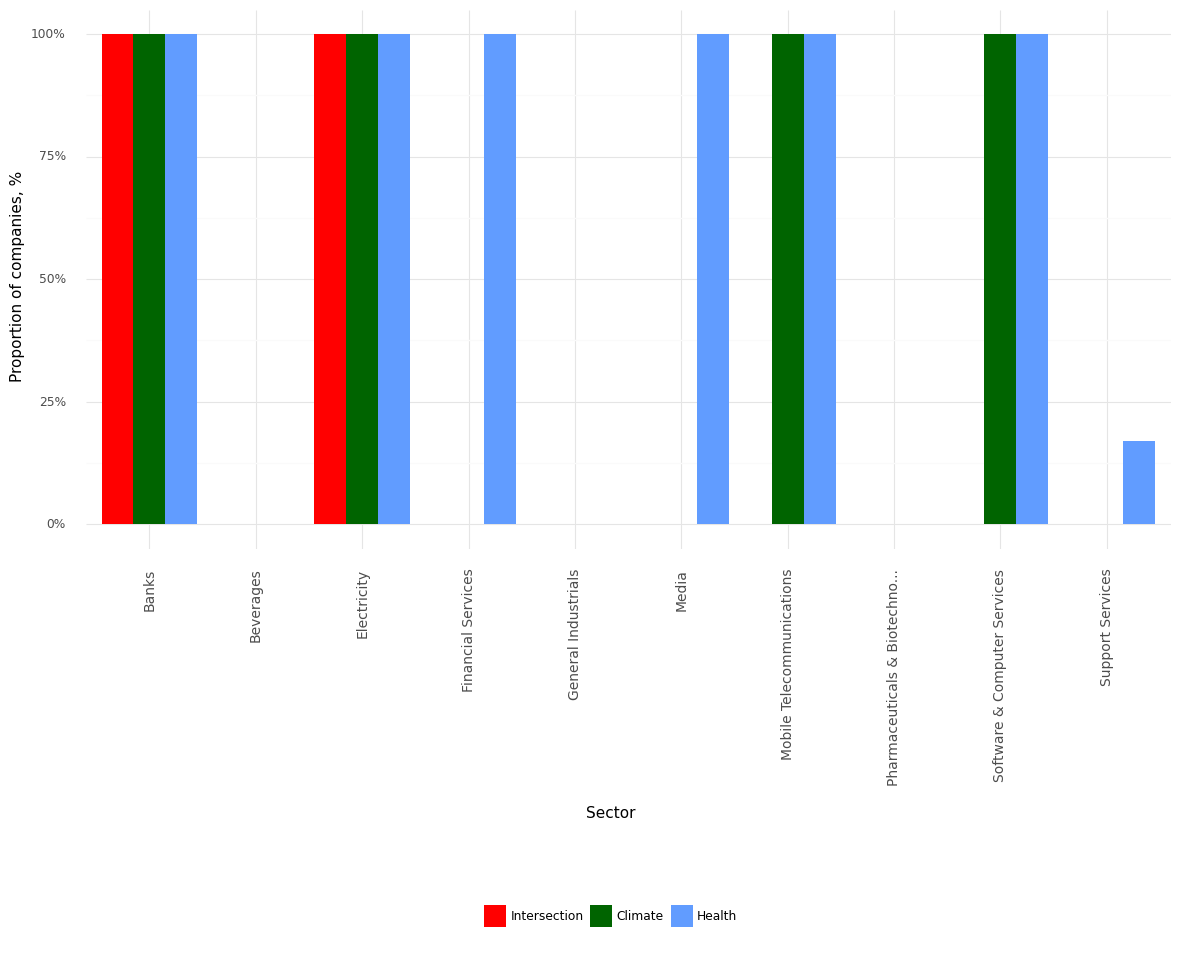 Proportion of companies, %
100%
75%
50%
25%
0%
Banks
Beverages
Electricity
Financial Services
General Industrials
Media
Mobile Telecommunications
Pharmaceuticals & Biotechno...
Software & Computer Services
Support Services
Sector
Intersection Climate Health